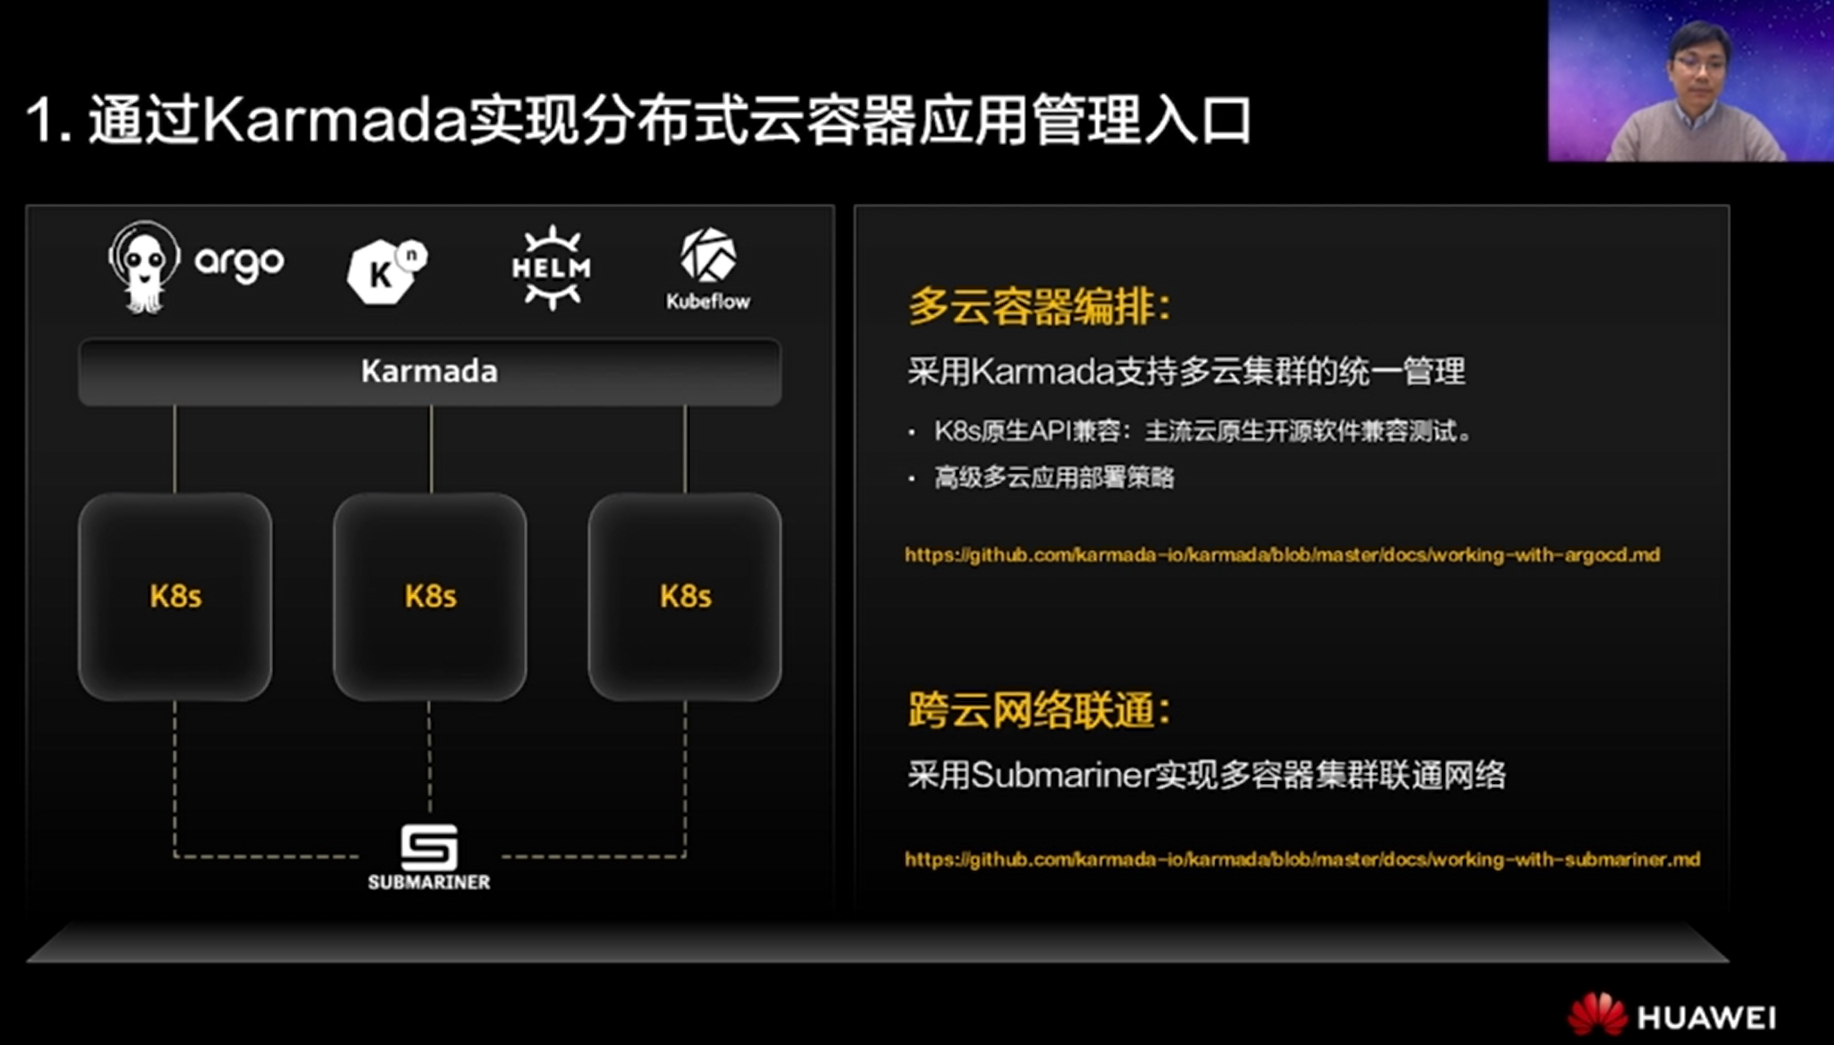 1. 通过Karmada实现分布式云容器应用管理入口
argo
K n
HELM
Kubeflow
Karmada
K8s
K8s
K8s
SUBMARINER
多云容器编排：
采用Karmada支持多云集群的统一管理
· K8s原生API兼容：主流云原生开源软件兼容测试。
· 高级多云应用部署策略
https://github.com/karmada-io/karmada/blob/master/docs/working-with-argocd.md
跨云网络联通：
采用Submariner实现多容器集群联通网络
https://github.com/karmada-io/karmada/blob/master/docs/working-with-submariner.md
HUAWEI